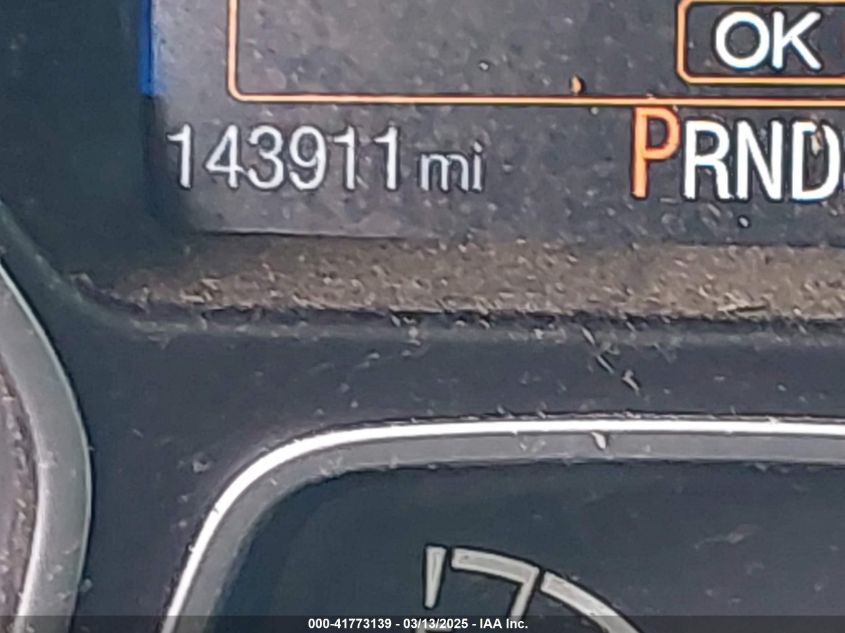 OK
143911 mi
PRND
000-41773139 - 03/13/2025 - IAA Inc.